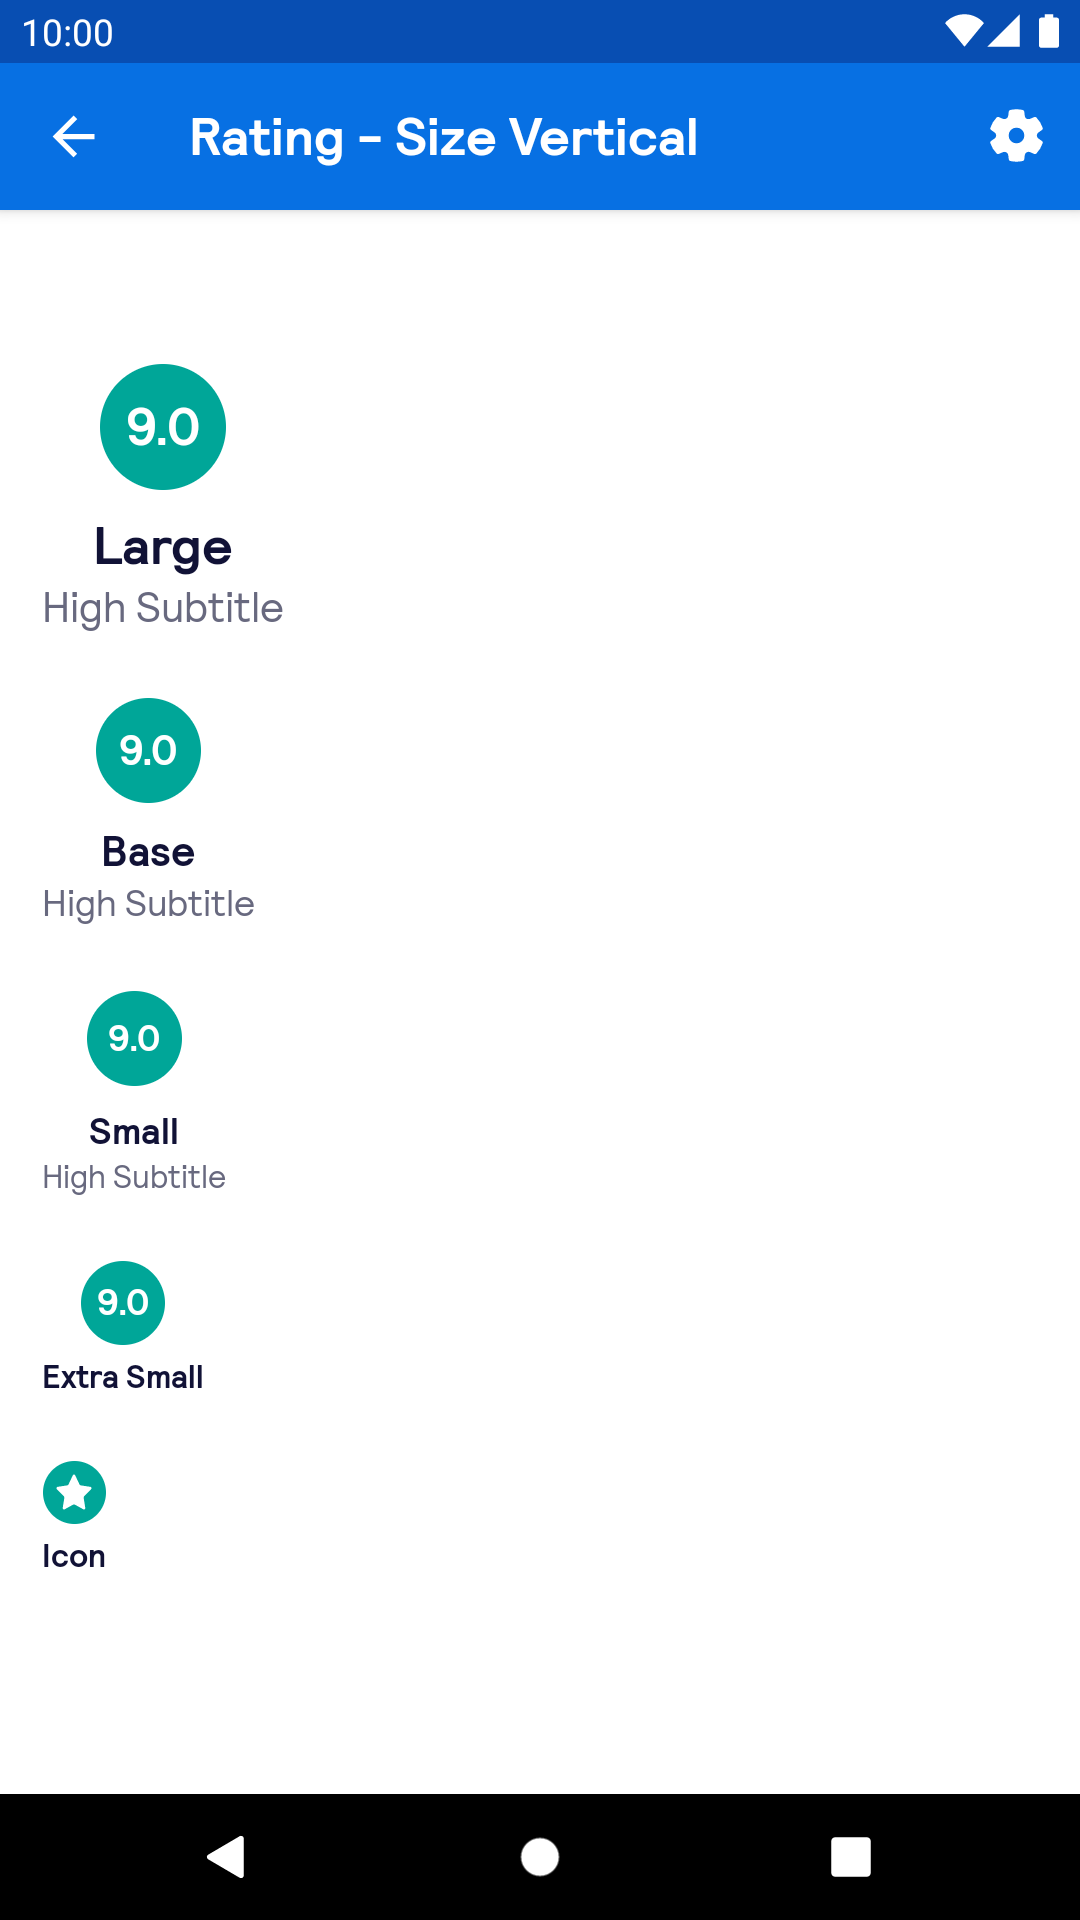 10:00
Rating - Size Vertical
9.0
Large
High Subtitle
9.0
Base
High Subtitle
9.0
Small
High Subtitle
9.0
Extra Small
Icon